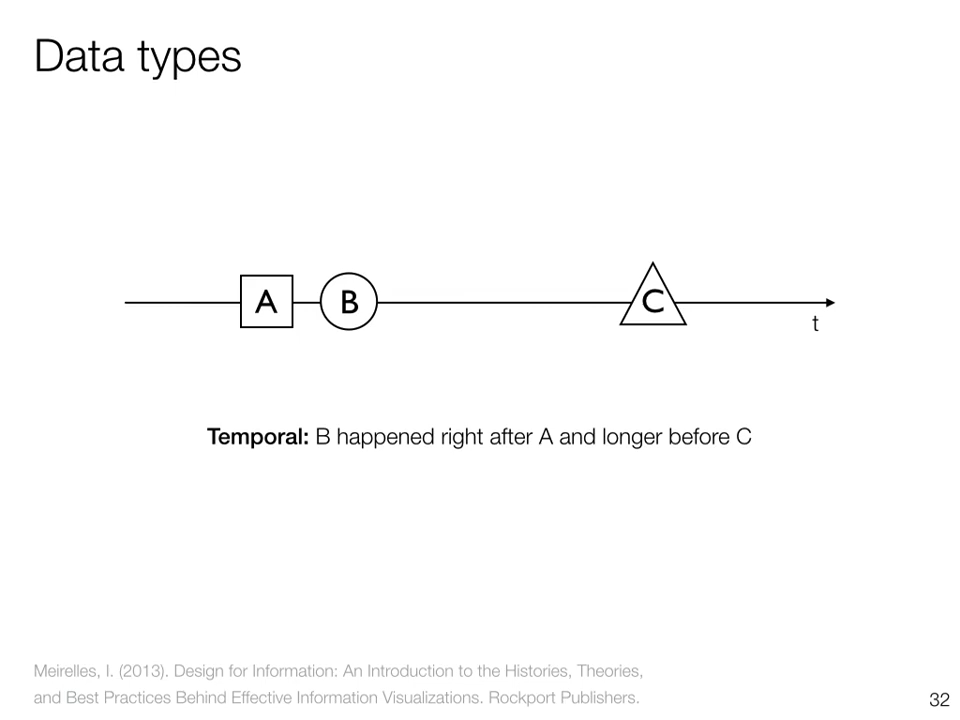 Data types
A
B
C
t
Temporal: B happened right after A and longer before C
Meirelles, I. (2013). Design for Information: An Introduction to the Histories, Theories,
and Best Practices Behind Effective Information Visualizations. Rockport Publishers.
32